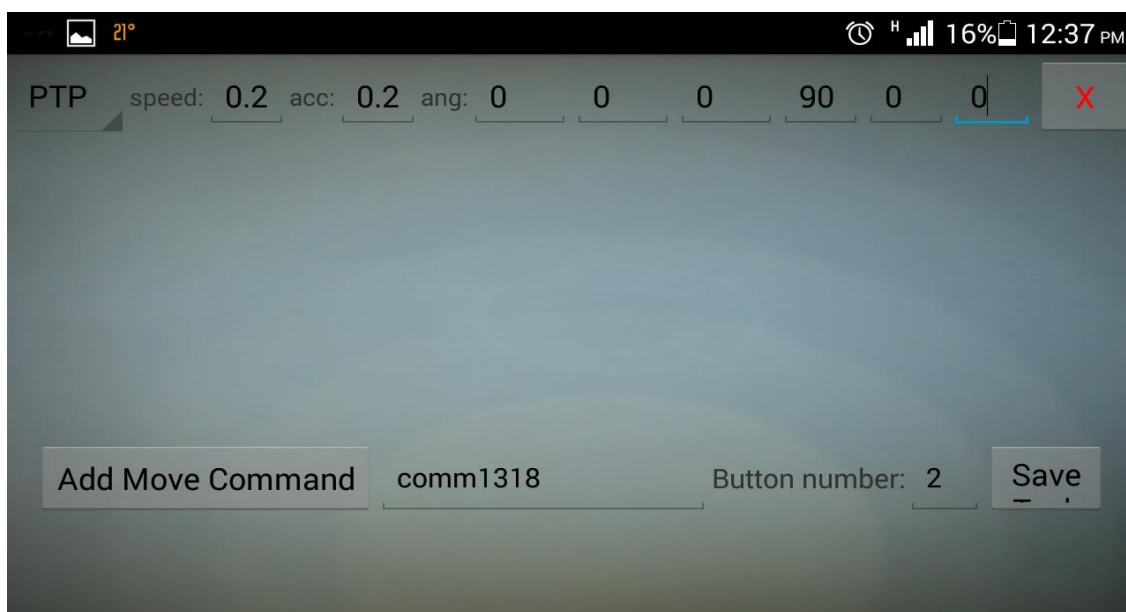 21° H 16% 12:37 PM
PTP speed: 0.2 acc: 0.2 ang: 0 0 0 90 0 0 X
Add Move Command comm1318 Button number: 2 Save